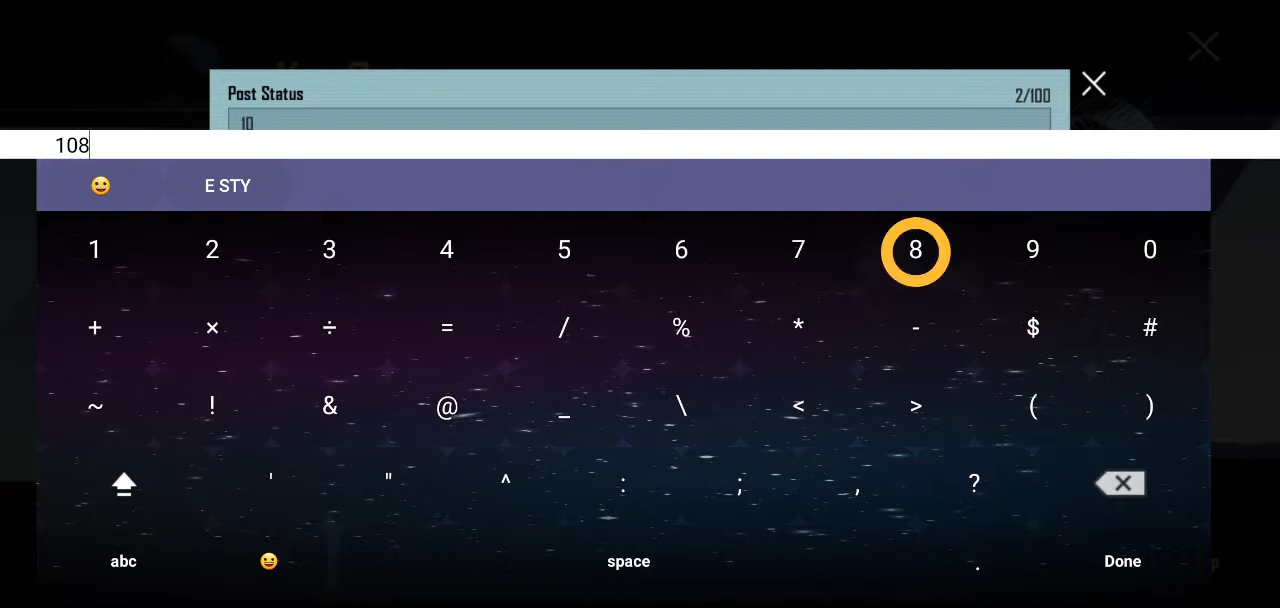 Post Status
2/100
10
108
😀 E STY
1 2 3 4 5 6 7 8 9 0
+ × ÷ = / % * - $ #
~ ! & @ _ \ < > ( )
' " ^ : ; , ?
abc 😀 space . Done